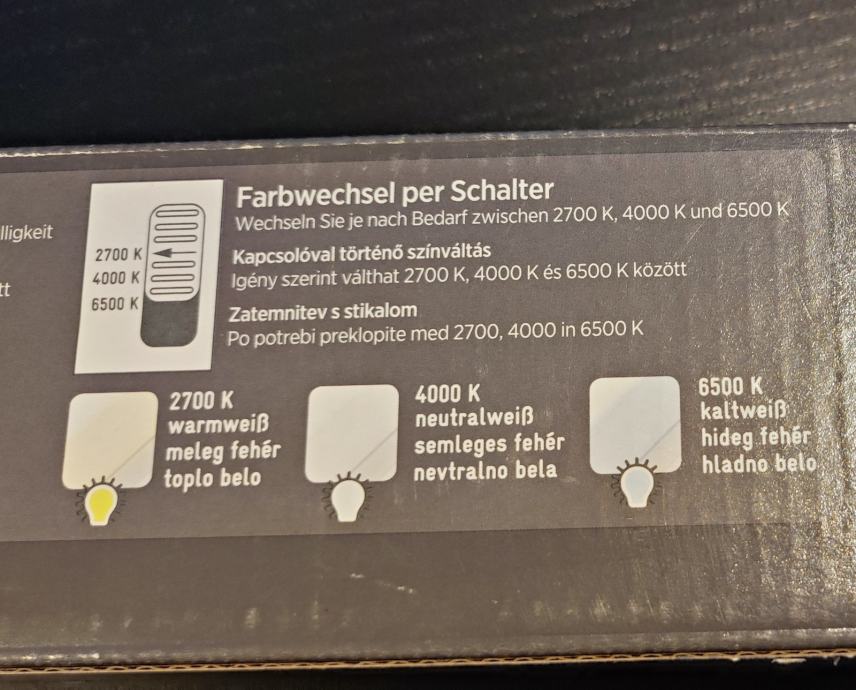 Farbwechsel per Schalter
Wechseln Sie je nach Bedarf zwischen 2700 K, 4000 K und 6500 K
Kapcsolóval történő színváltás
Igény szerint válthat 2700 K, 4000 K és 6500 K között
Zatemnitev s stikalom
Po potrebi preklopite med 2700, 4000 in 6500 K
lligkeit
tt
2700 K
4000 K
6500 K
2700 K
warmweiß
meleg fehér
toplo belo
4000 K
neutralweiß
semleges fehér
nevtralno bela
6500 K
kaltweiß
hideg fehér
hladno belo